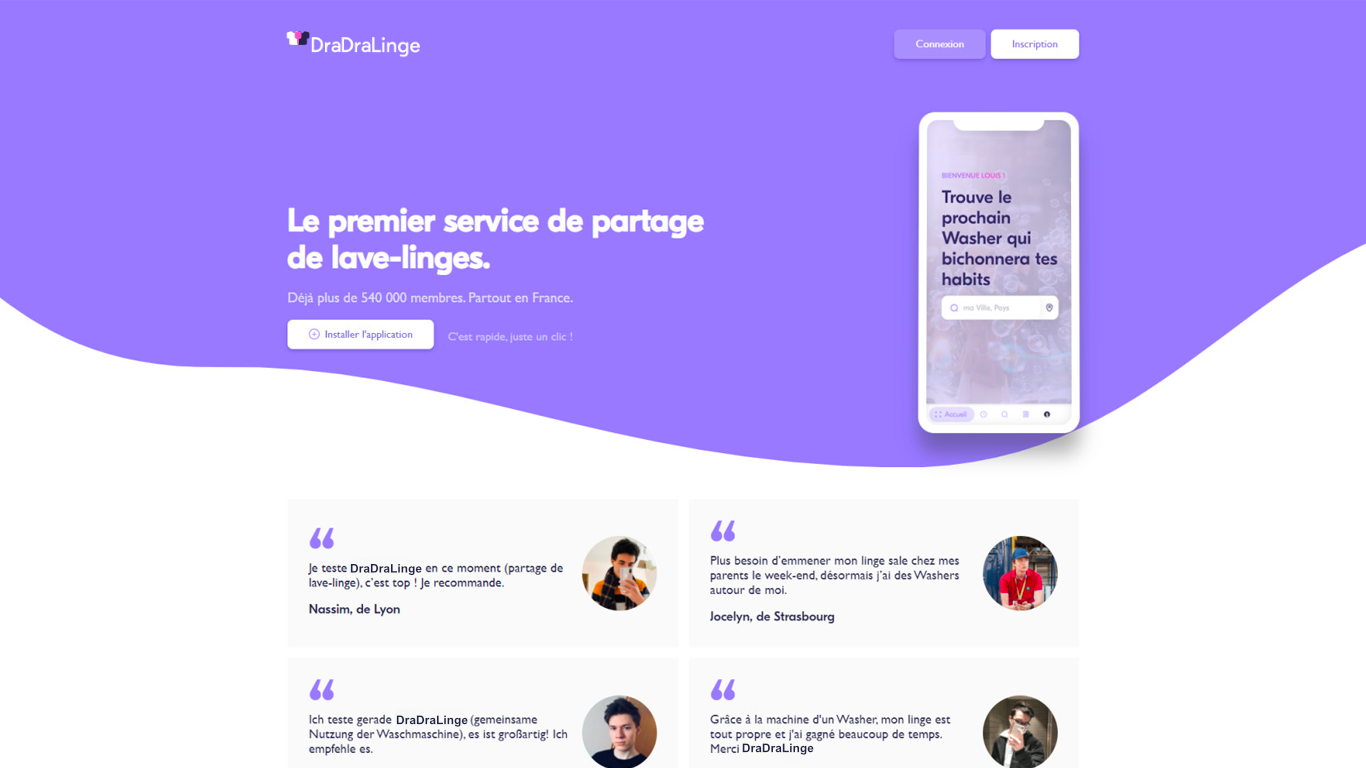 DraDraLinge
Connexion
Inscription
Le premier service de partage
de lave-linges.
Déjà plus de 540 000 membres. Partout en France.
Installer l'application
C'est rapide, juste un clic !
BIENVENUE LOUIS !
Trouve le
prochain
Washer qui
bichonnera tes
habits
ma Ville, Pays
Accueil
Je teste DraDraLinge en ce moment (partage de
lave-linge), c’est top ! Je recommande.
Nassim, de Lyon
Plus besoin d’emmener mon linge sale chez mes
parents le week-end, désormais j’ai des Washers
autour de moi.
Jocelyn, de Strasbourg
Ich teste gerade DraDraLinge (gemeinsame
Nutzung der Waschmaschine), es ist großartig! Ich
empfehle es.
Grâce à la machine d'un Washer, mon linge est
tout propre et j'ai gagné beaucoup de temps.
Merci DraDraLinge